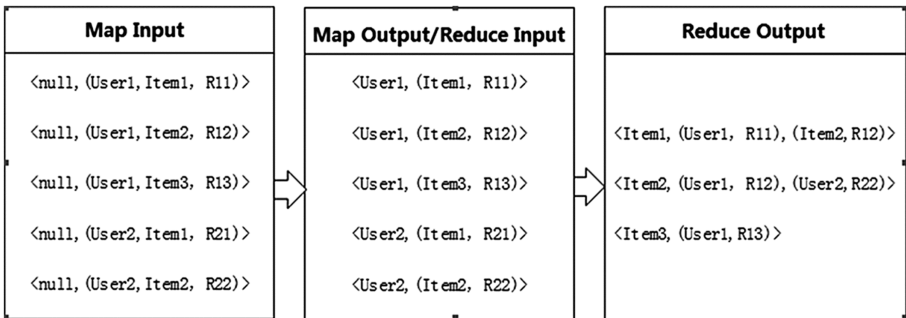 Map Input
<null,(User1,Item1, R11)>
<null,(User1,Item2, R12)>
<null,(User1,Item3, R13)>
<null,(User2,Item1, R21)>
<null,(User2,Item2, R22)>
Map Output/Reduce Input
<User1,(Item1, R11)>
<User1,(Item2, R12)>
<User1,(Item3, R13)>
<User2,(Item1, R21)>
<User2,(Item2, R22)>
Reduce Output
<Item1,(User1, R11),(Item2,R12)>
<Item2,(User1, R12),(User2,R22)>
<Item3,(User1,R13)>